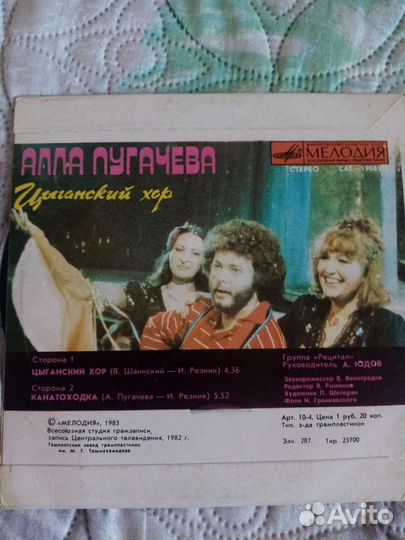 АЛЛА ПУГАЧЕВА
Цыганский хор
МЕЛОДИЯ
СТЕРЕО
Сторона 1
ЦЫГАНСКИЙ ХОР (В. Шаинский — И. Резник) 4.36
Сторона 2
КАНАТОХОДКА (А. Пугачева — И. Резник) 5.52
Группа «Рецитал»
Руководитель А. ЮДОВ
Звукорежиссер В. Виноградов
Редактор В. Рыжиков
Художник П. Шегерян
Фото И. Гранковского
© «МЕЛОДИЯ», 1983
Всесоюзная студия грамзаписи,
запись Центрального телевидения, 1982 г.
Ташкентский завод грампластинок
им. М. Т. Ташмухамедова
Арт. 10-4. Цена 1 руб. 20 коп.
Тип. з-да грампластинок
Зак. 287. Тир. 23700
Avito